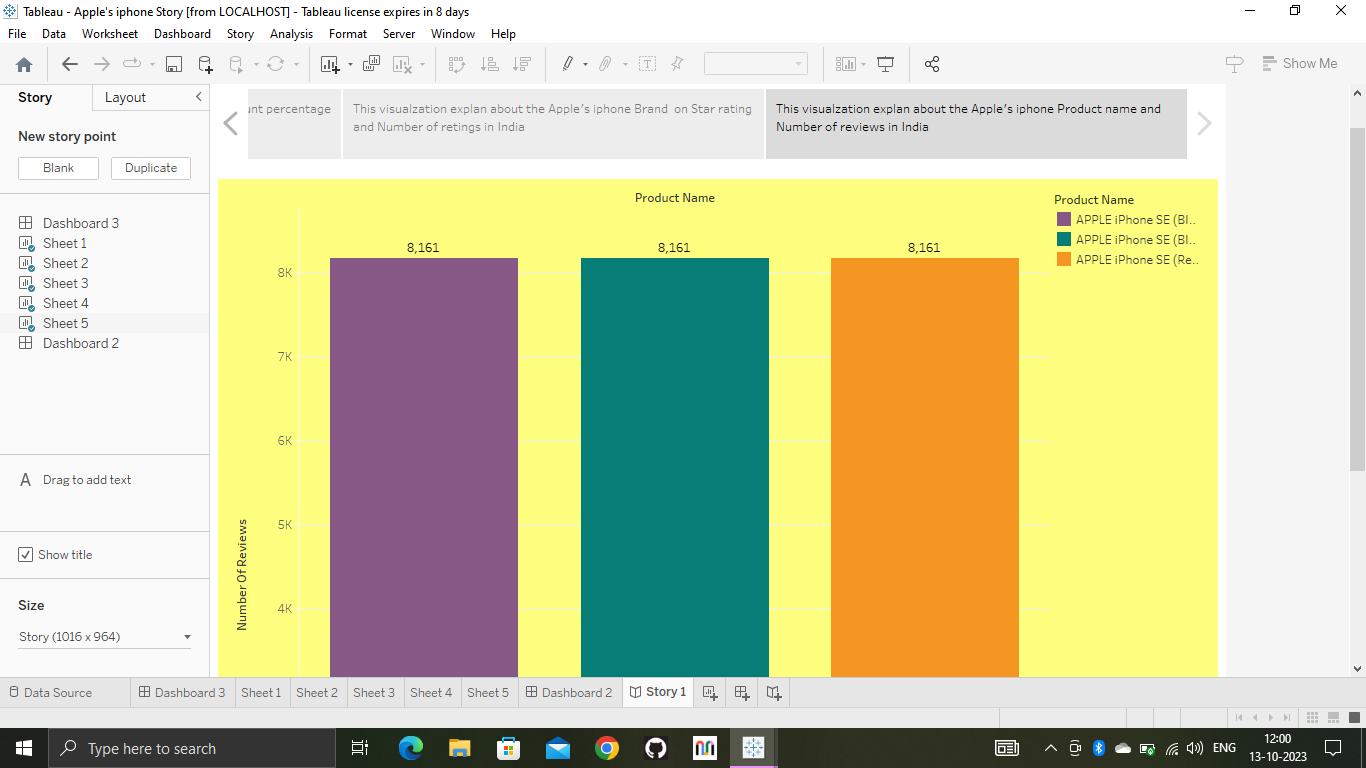 Tableau - Apple's iphone Story [from LOCALHOST] - Tableau license expires in 8 days
File Data Worksheet Dashboard Story Analysis Format Server Window Help
Show Me
Story Layout
New story point
Blank Duplicate
Dashboard 3
Sheet 1
Sheet 2
Sheet 3
Sheet 4
Sheet 5
Dashboard 2
A Drag to add text
Show title
Size
Story (1016 x 964)
unt percentage
This visualzation explan about the Apple's iphone Brand on Star rating
and Number of retings in India
This visualzation explan about the Apple's iphone Product name and
Number of reviews in India
Product Name
8,161 8,161 8,161
8K
7K
6K
5K
4K
Number Of Reviews
Product Name
APPLE iPhone SE (Bl..
APPLE iPhone SE (Bl..
APPLE iPhone SE (Re..
Data Source Dashboard 3 Sheet 1 Sheet 2 Sheet 3 Sheet 4 Sheet 5 Dashboard 2 Story 1
Type here to search
ENG
12:00
13-10-2023